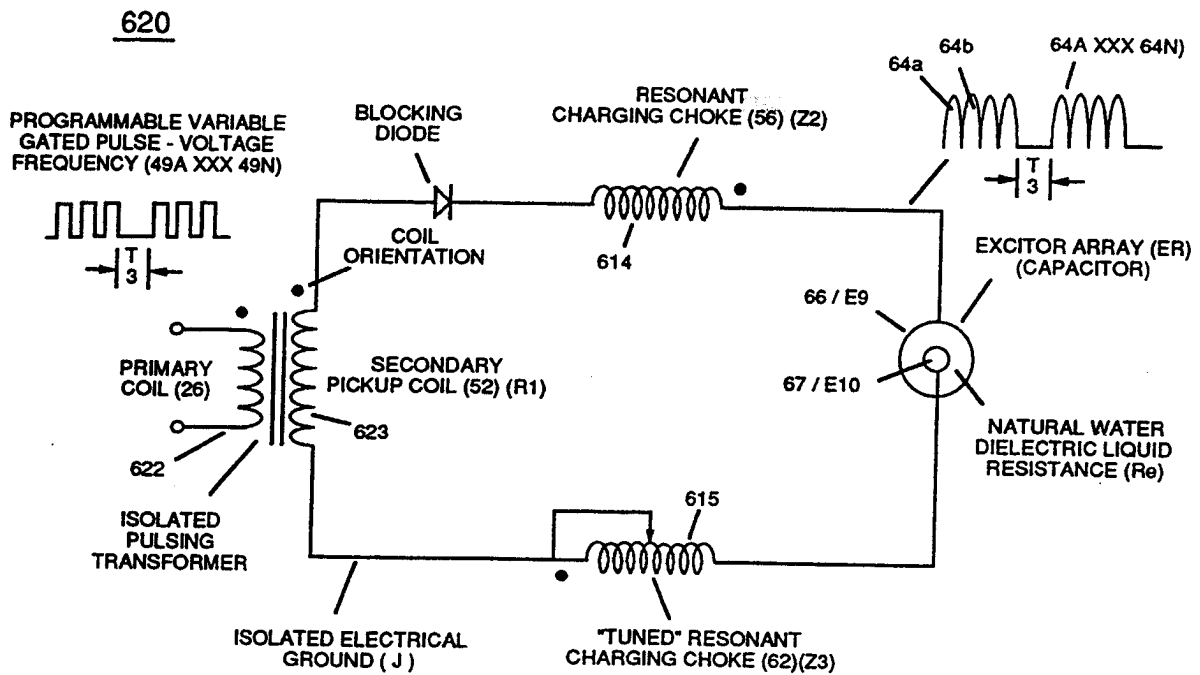 620
PROGRAMMABLE VARIABLE
GATED PULSE - VOLTAGE
FREQUENCY (49A XXX 49N)
T
3
BLOCKING
DIODE
RESONANT
CHARGING CHOKE (56) (Z2)
64a
64b
64A XXX 64N)
T
3
COIL
ORIENTATION
614
EXCITOR ARRAY (ER)
(CAPACITOR)
66 / E9
67 / E10
PRIMARY
COIL (26)
SECONDARY
PICKUP COIL (52) (R1)
623
622
NATURAL WATER
DIELECTRIC LIQUID
RESISTANCE (Re)
ISOLATED
PULSING
TRANSFORMER
615
ISOLATED ELECTRICAL
GROUND ( J )
"TUNED" RESONANT
CHARGING CHOKE (62)(Z3)